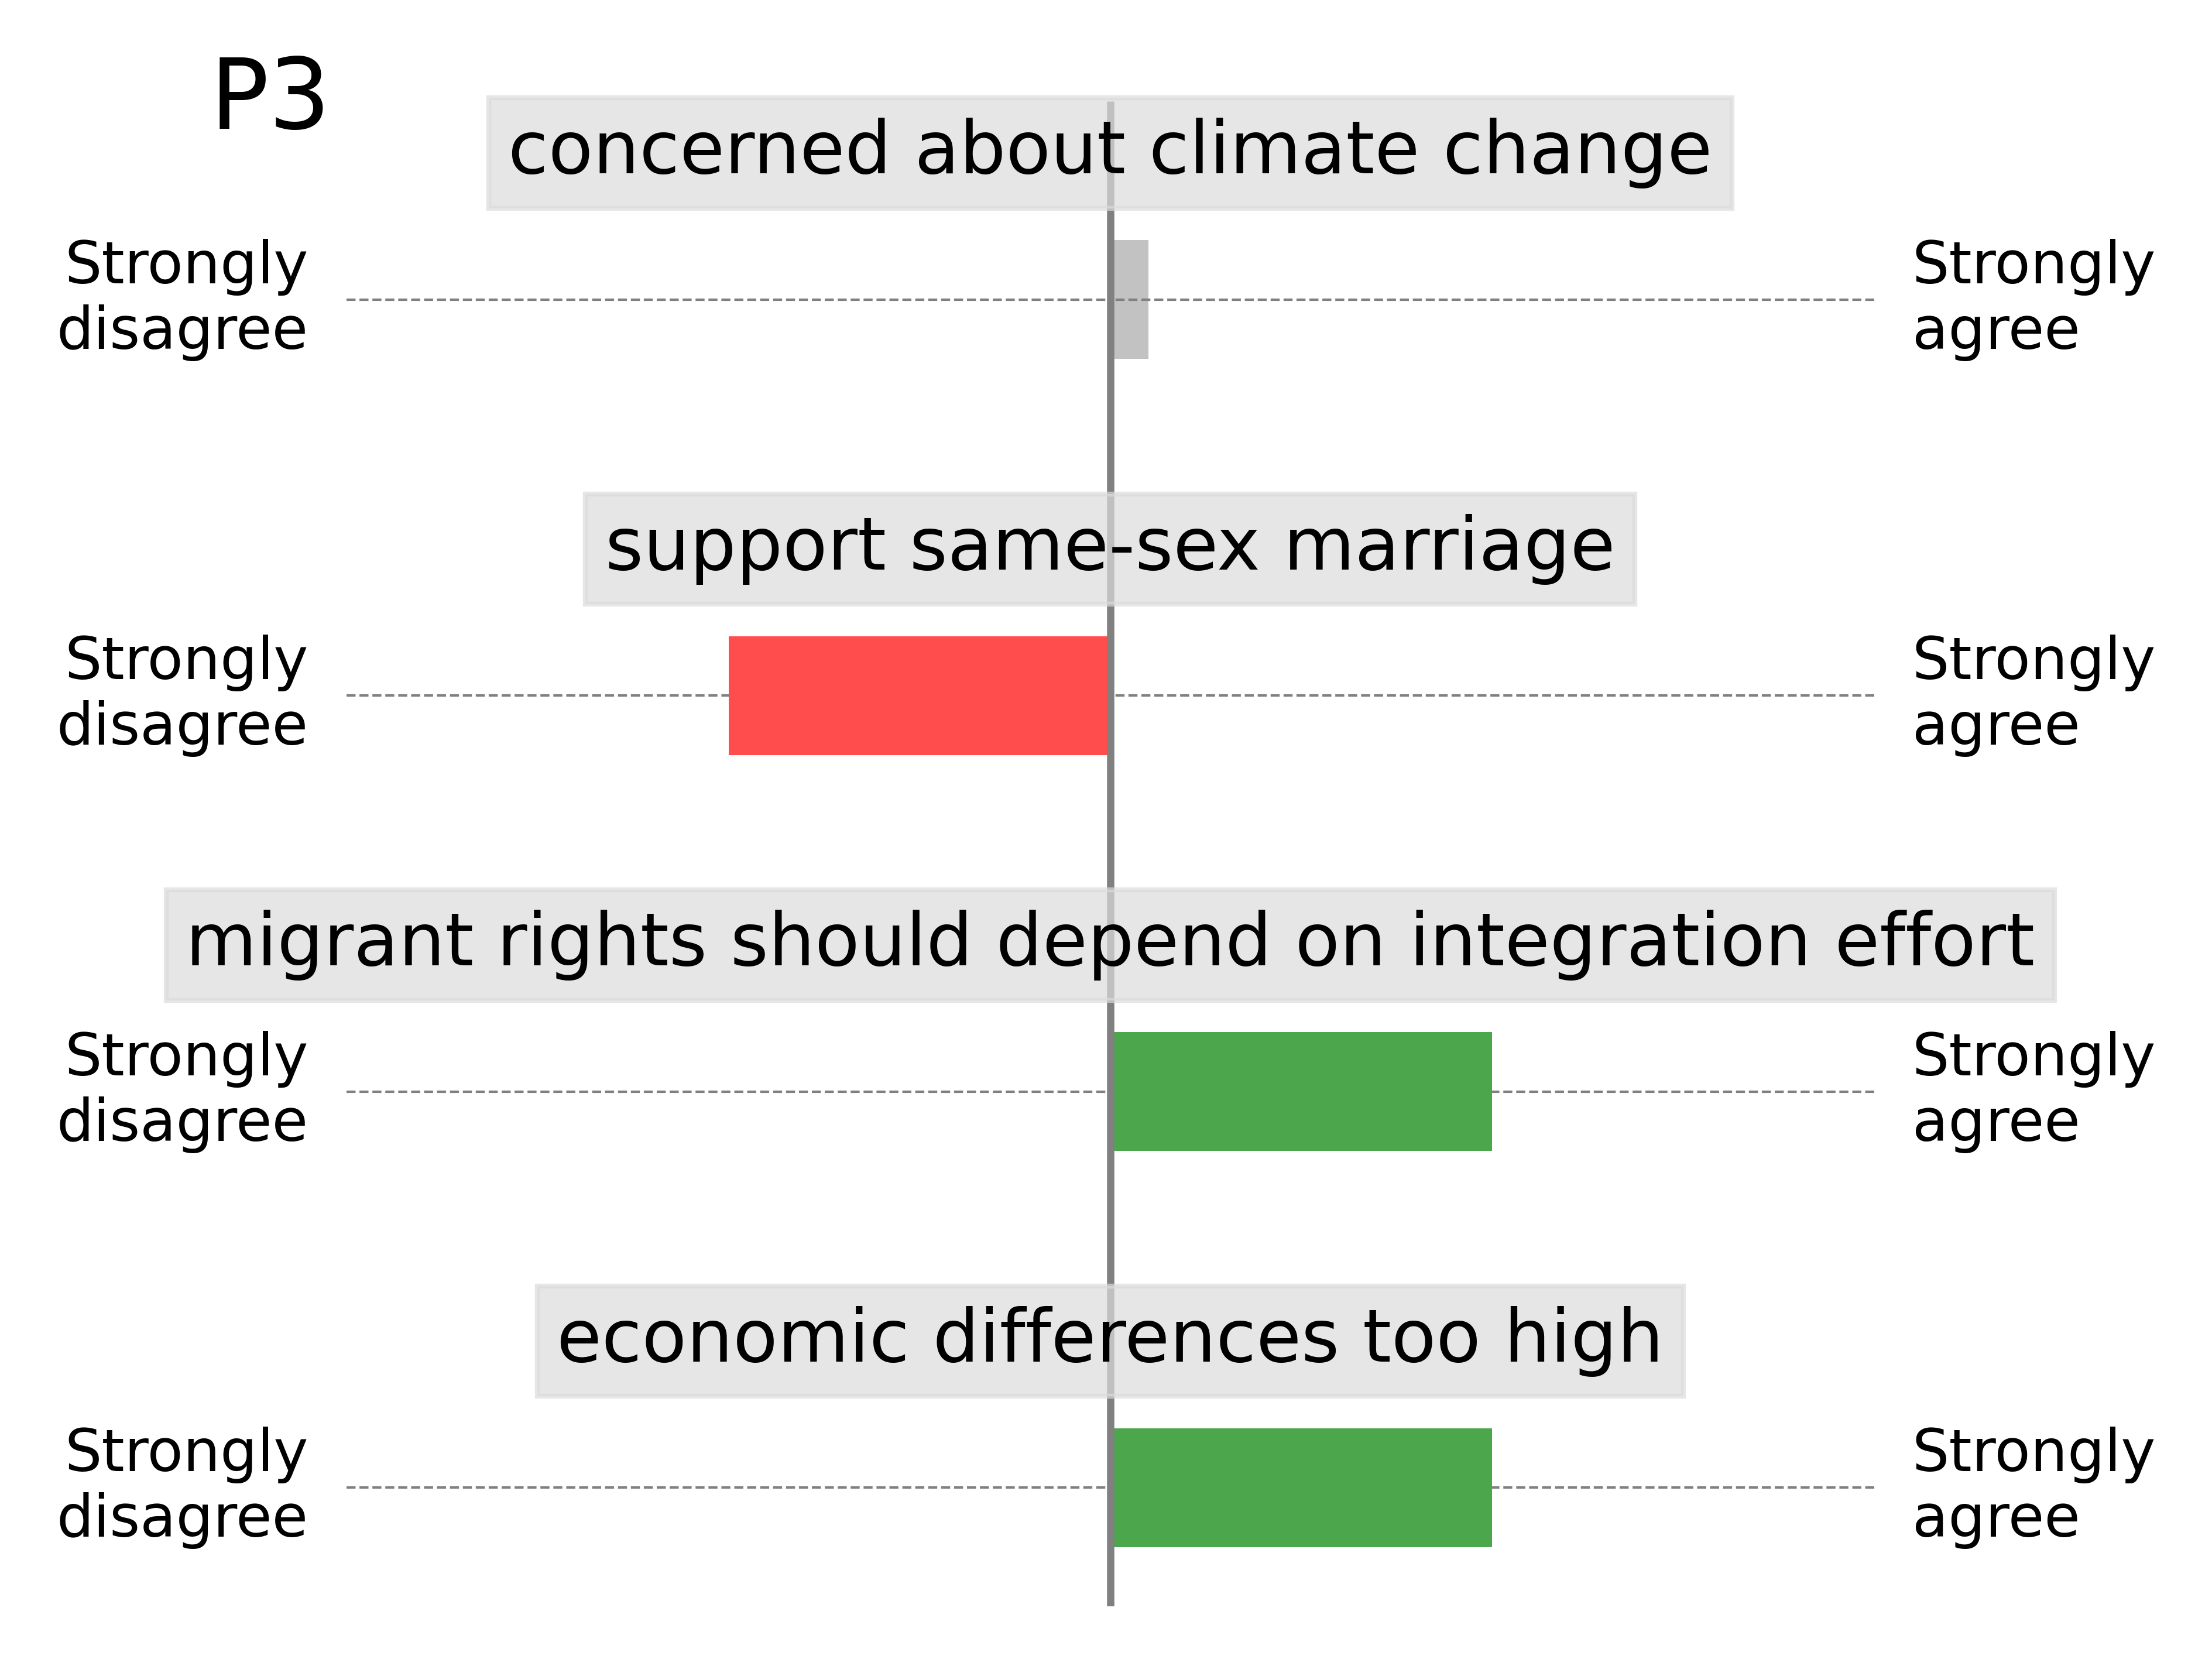 P3
concerned about climate change
Strongly
disagree
Strongly
agree
support same-sex marriage
Strongly
disagree
Strongly
agree
migrant rights should depend on integration effort
Strongly
disagree
Strongly
agree
economic differences too high
Strongly
disagree
Strongly
agree